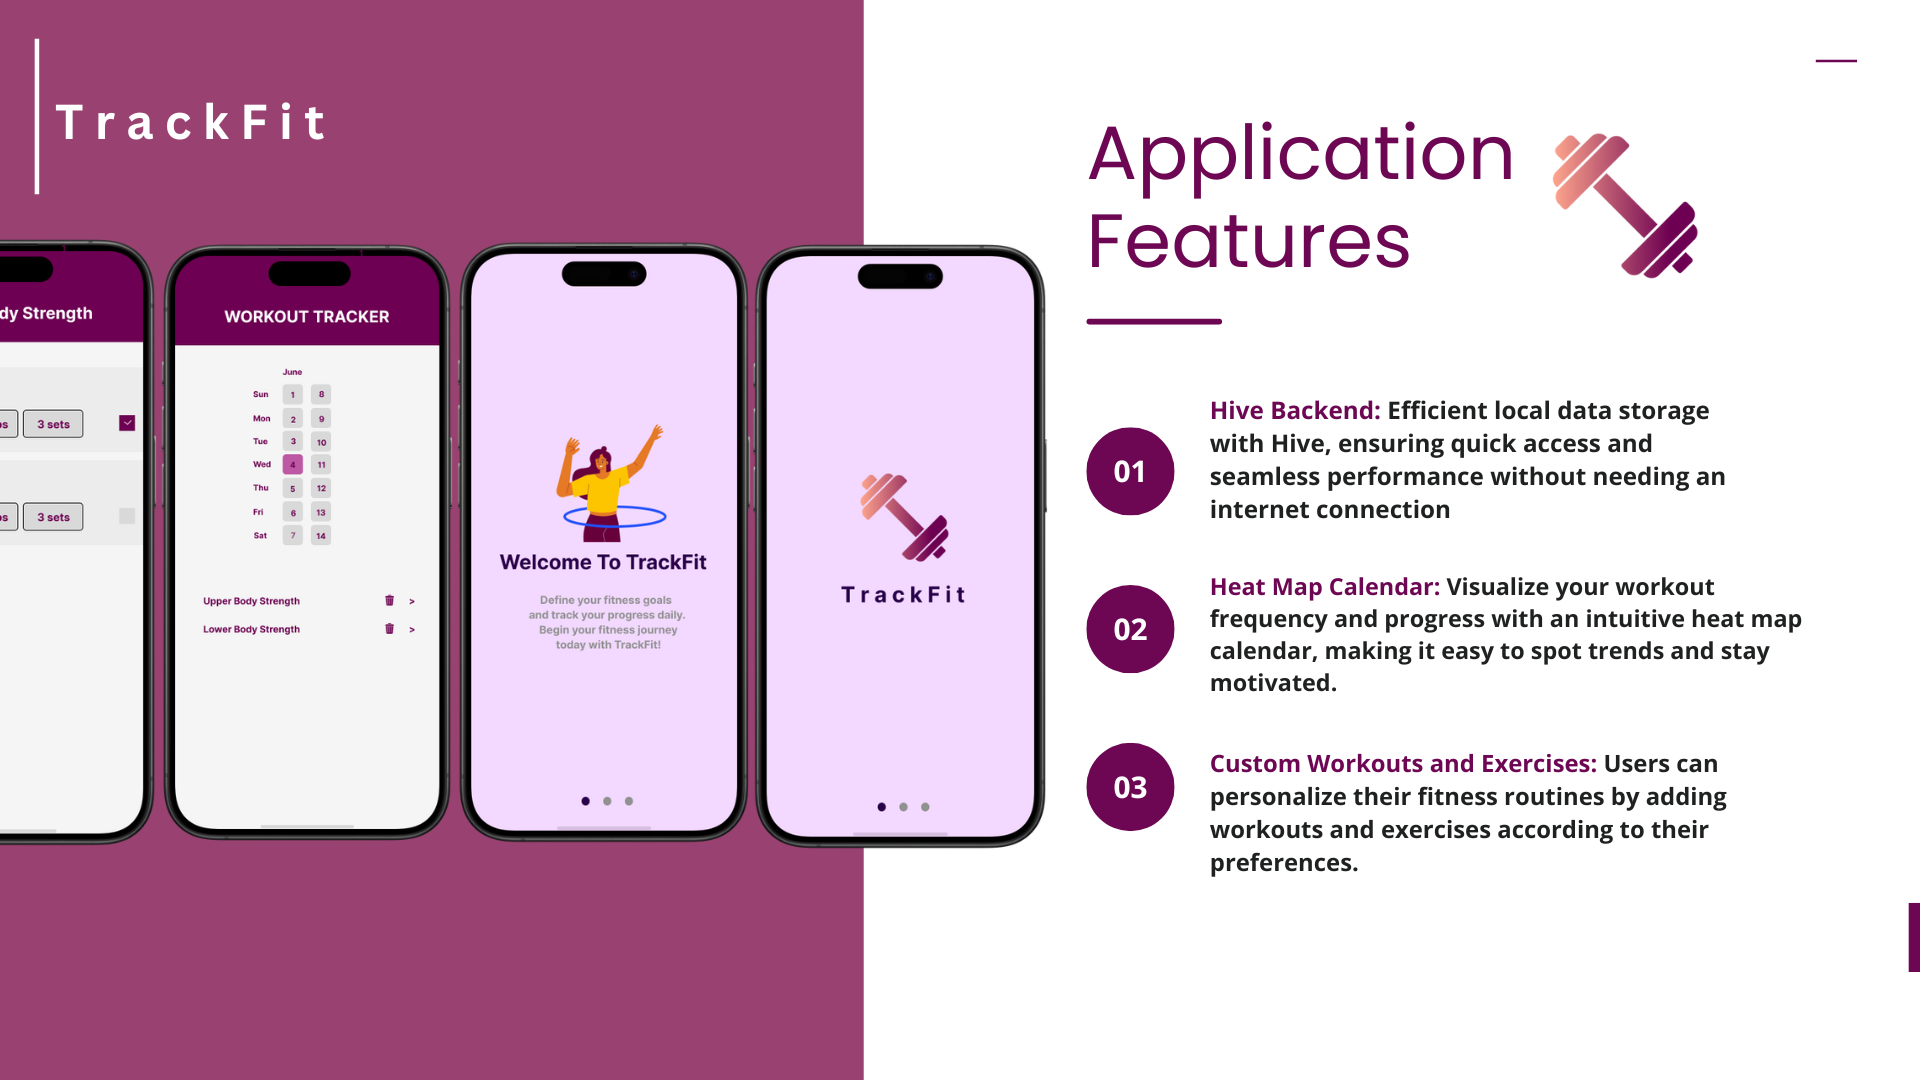 TrackFit
dy Strength
3 sets
3 sets
WORKOUT TRACKER
June
Sun 1 8
Mon 2 9
Tue 3 10
Wed 4 11
Thu 5 12
Fri 6 13
Sat 7 14
Upper Body Strength >
Lower Body Strength >
Welcome To TrackFit
Define your fitness goals
and track your progress daily.
Begin your fitness journey
today with TrackFit!
TrackFit
Application
Features
01
Hive Backend: Efficient local data storage
with Hive, ensuring quick access and
seamless performance without needing an
internet connection
02
Heat Map Calendar: Visualize your workout
frequency and progress with an intuitive heat map
calendar, making it easy to spot trends and stay
motivated.
03
Custom Workouts and Exercises: Users can
personalize their fitness routines by adding
workouts and exercises according to their
preferences.